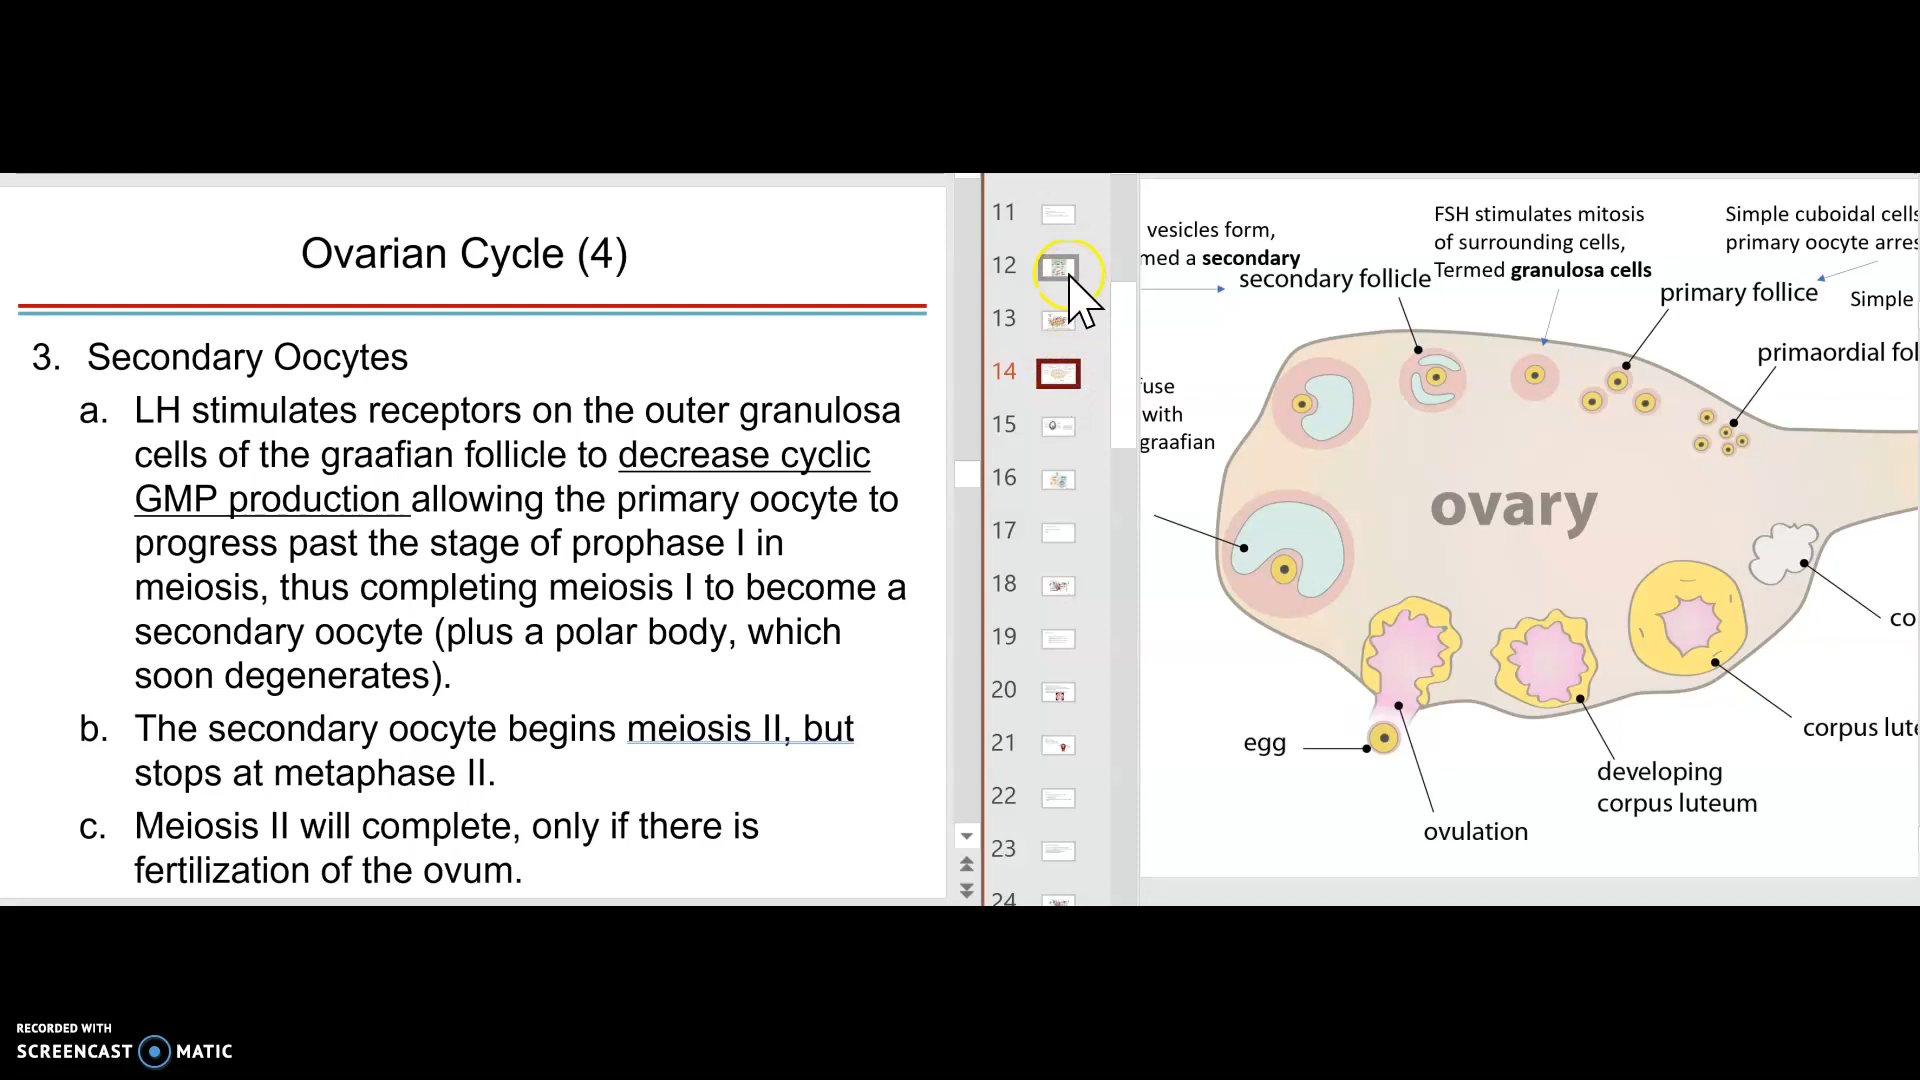 Ovarian Cycle (4)
3. Secondary Oocytes
a. LH stimulates receptors on the outer granulosa
cells of the graafian follicle to decrease cyclic
GMP production allowing the primary oocyte to
progress past the stage of prophase I in
meiosis, thus completing meiosis I to become a
secondary oocyte (plus a polar body, which
soon degenerates).
b. The secondary oocyte begins meiosis II, but
stops at metaphase II.
c. Meiosis II will complete, only if there is
fertilization of the ovum.
11
12
13
14
15
16
17
18
19
20
21
22
23
24
vesicles form,
med a secondary
secondary follicle
FSH stimulates mitosis
of surrounding cells,
Termed granulosa cells
Simple cuboidal cells
primary oocyte arres
primary follice
Simple
primaordial fol
fuse
with
graafian
ovary
co
corpus lute
developing
corpus luteum
egg
ovulation
RECORDED WITH
SCREENCAST MATIC